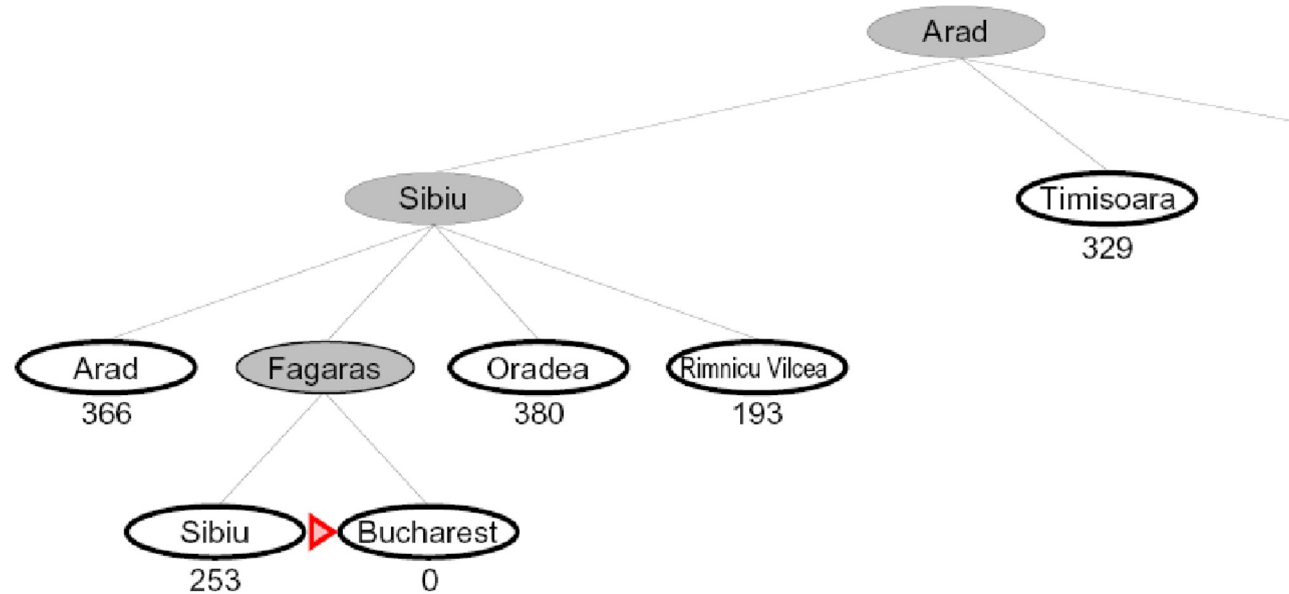 Arad
Sibiu
Timisoara
329
Arad
Fagaras
Oradea
Rimnicu Vilcea
366
380
193
Sibiu
Bucharest
253
0